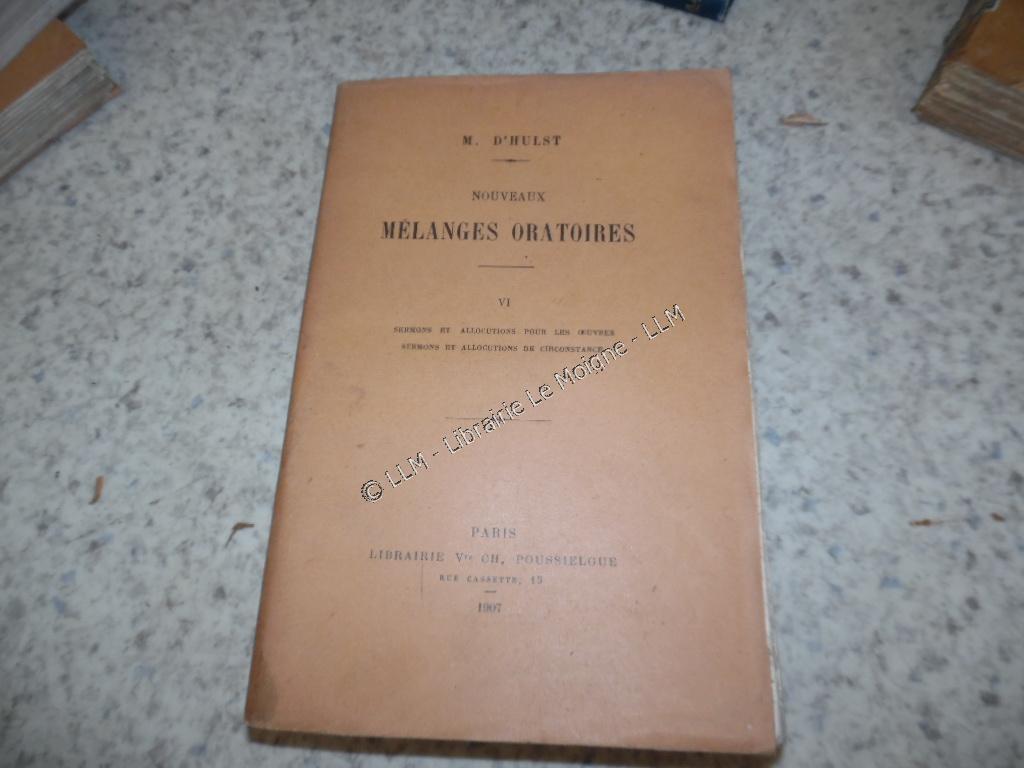 M. D'HULST
NOUVEAUX
MÉLANGES ORATOIRES
VI
SERMONS ET ALLOCUTIONS POUR LES ŒUVRES
SERMONS ET ALLOCUTIONS DE CIRCONSTANCE
© LLM - Librairie Le Moigne - LLM
PARIS
LIBRAIRIE Vve CH. POUSSIELGUE
RUE CASSETTE, 15
1907